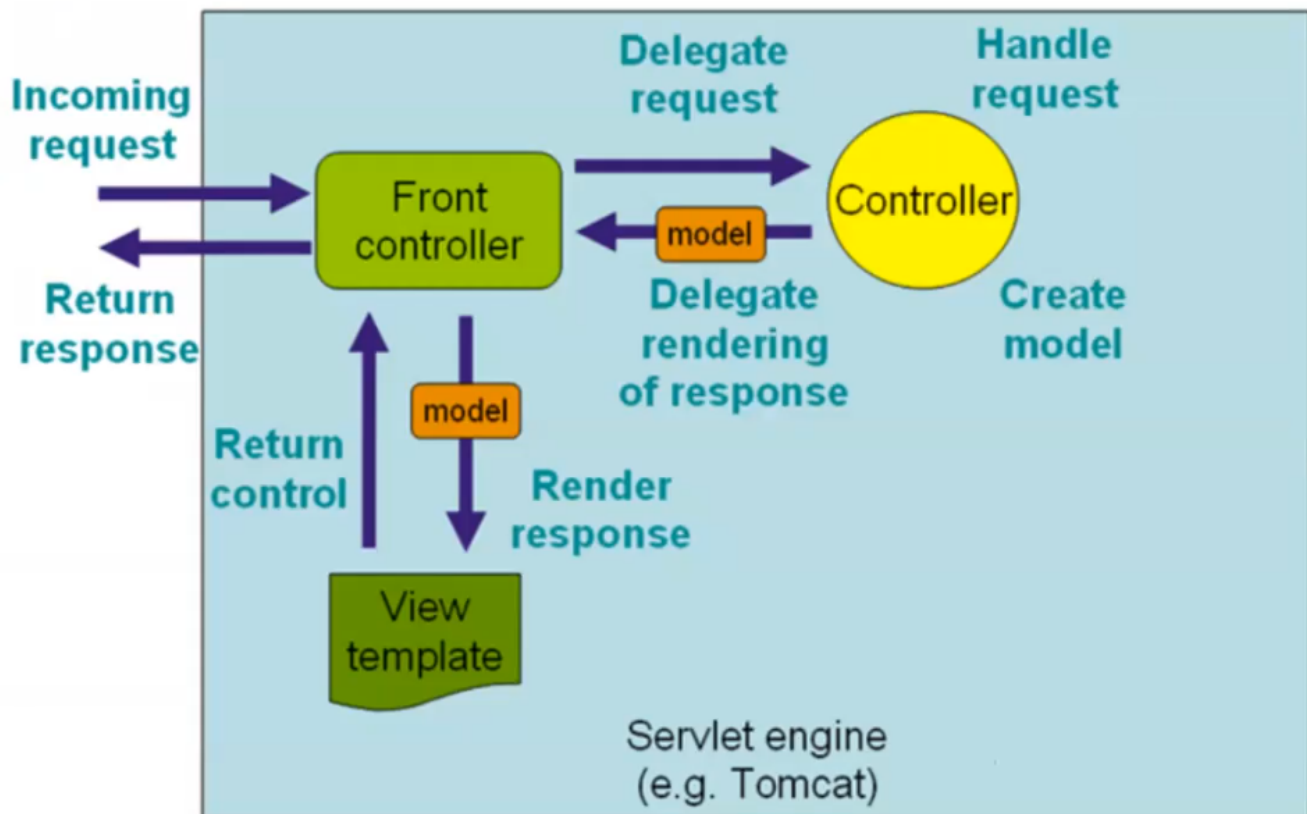 Incoming
request
Return
response
Delegate
request
Handle
request
Front
controller
Controller
model
Delegate
rendering
of response
Create
model
model
Return
control
Render
response
View
template
Servlet engine
(e.g. Tomcat)